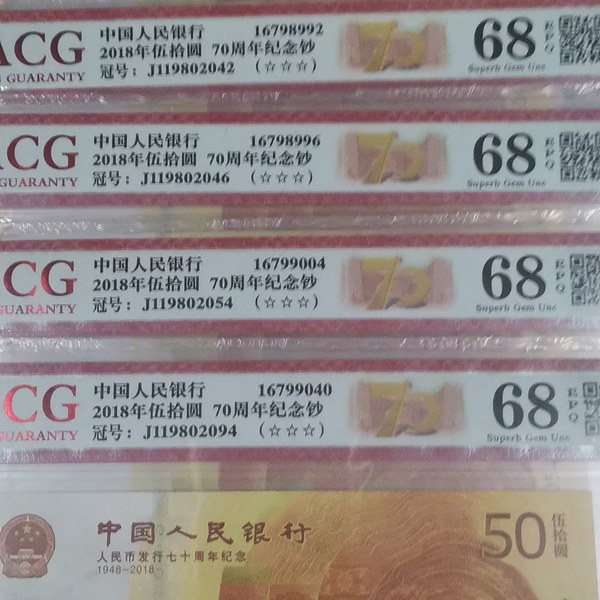 ACG
GUARANTY
中国人民银行 16798992
2018年伍拾圆 70周年纪念钞
冠号: J119802042 (☆☆☆)
70
68
EPQ
Superb Gem Unc
ACG
GUARANTY
中国人民银行 16798996
2018年伍拾圆 70周年纪念钞
冠号: J119802046 (☆☆☆)
70
68
EPQ
Superb Gem Unc
CG
GUARANTY
中国人民银行 16799004
2018年伍拾圆 70周年纪念钞
冠号: J119802054 (☆☆☆)
70
68
EPQ
Superb Gem Unc
CG
GUARANTY
中国人民银行 16799040
2018年伍拾圆 70周年纪念钞
冠号: J119802094 (☆☆☆)
70
68
EPQ
Superb Gem Unc
中国人民银行
人民币发行七十周年纪念
1948-2018
50
伍拾圆